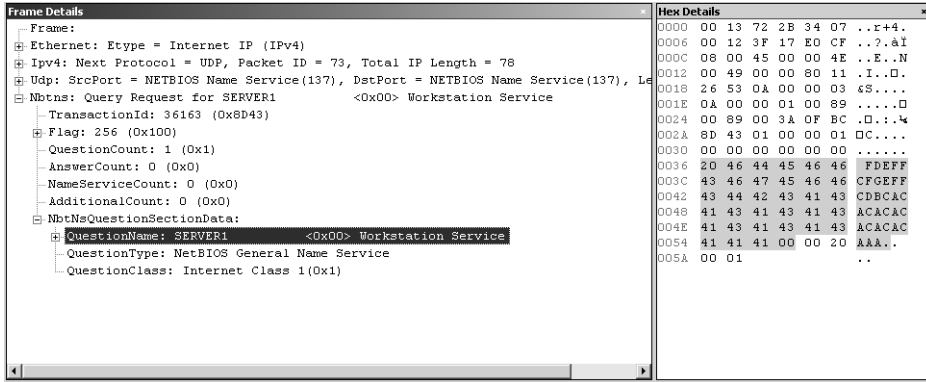 Frame Details
Frame:
Ethernet: Etype = Internet IP (IPv4)
Ipv4: Next Protocol = UDP, Packet ID = 73, Total IP Length = 78
Udp: SrcPort = NETBIOS Name Service(137), DstPort = NETBIOS Name Service(137), Le
Nbtns: Query Request for SERVER1 <0x00> Workstation Service
TransactionId: 36163 (0x8D43)
Flag: 256 (0x100)
QuestionCount: 1 (0x1)
AnswerCount: 0 (0x0)
NameServiceCount: 0 (0x0)
AdditionalCount: 0 (0x0)
NbtNsQuestionSectionData:
QuestionName: SERVER1 <0x00> Workstation Service
QuestionType: NetBIOS General Name Service
QuestionClass: Internet Class 1(0x1)
Hex Details
0000 00 13 72 2B 34 07 ..r+4.
0006 00 12 3F 17 E0 CF ..?.àÏ
000C 08 00 45 00 00 4E ..E..N
0012 00 49 00 00 80 11 .I..□.
0018 26 53 0A 00 00 03 &S....
001E 0A 00 00 01 00 89 .....□
0024 00 89 00 3A 0F BC .□.:.¼
002A 8D 43 01 00 00 01 □C....
0030 00 00 00 00 00 00 ......
0036 20 46 44 45 46 46 FDEFF
003C 43 46 47 45 46 46 CFGEFF
0042 43 44 42 43 41 43 CDBCAC
0048 41 43 41 43 41 43 ACACAC
004E 41 43 41 43 41 43 ACACAC
0054 41 41 41 00 00 20 AAA..
005A 00 01 ..